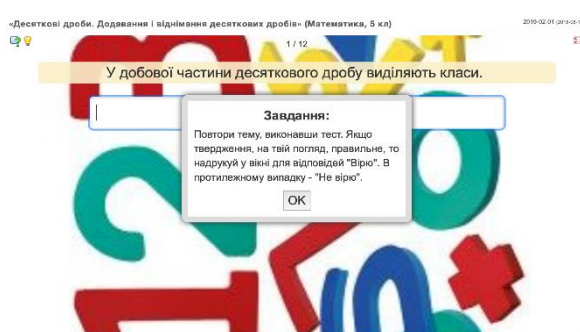 «Десяткові дроби. Додавання і віднімання десяткових дробів» (Математика, 5 кл)
1 / 12
У добової частини десяткового дробу виділяють класи.
Завдання:
Повтори тему, виконавши тест. Якщо
твердження, на твій погляд, правильне, то
надрукуй у вікні для відповідей "Вірю". В
протилежному випадку - "Не вірю".
OK